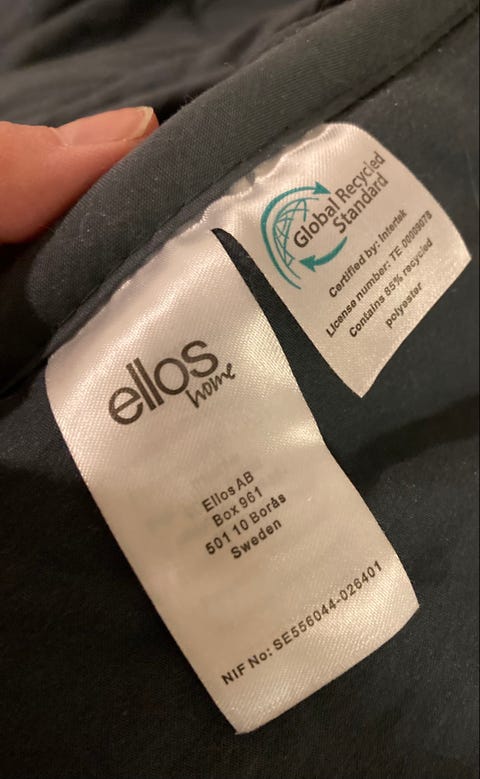 ellos
home
Ellos AB
Box 961
501 10 Borås
Sweden
NIF No: SE556044-026401
Global Recycled
Standard
Certified by: Intertek
License number: TE 00009078
Contains 85% recycled
polyester